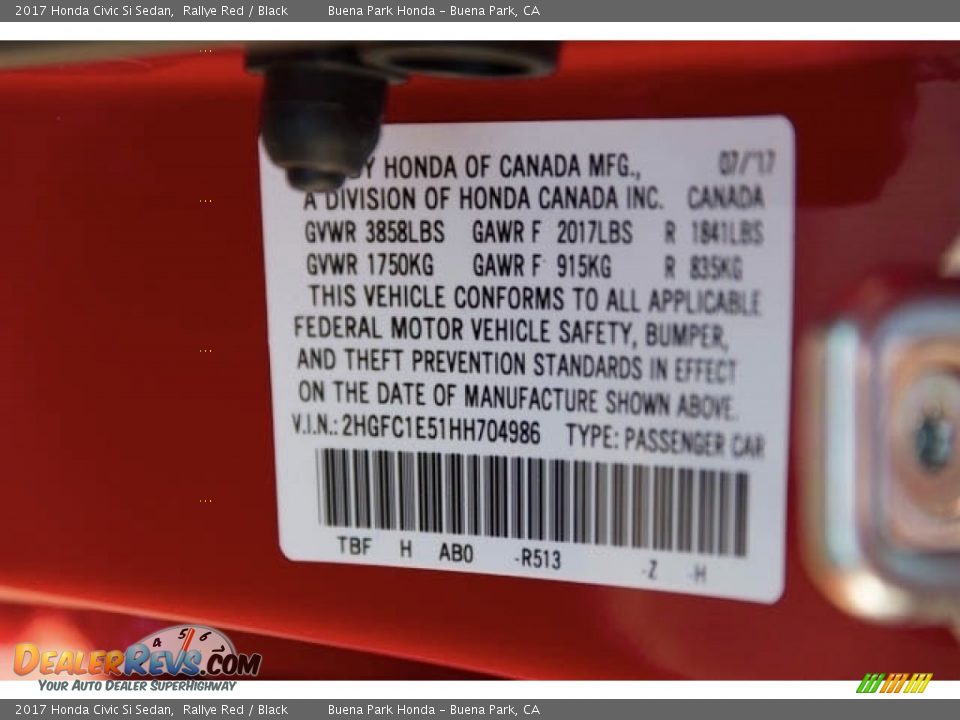 2017 Honda Civic Si Sedan, Rallye Red / Black Buena Park Honda - Buena Park, CA
Y HONDA OF CANADA MFG., 07/'17
A DIVISION OF HONDA CANADA INC. CANADA
GVWR 3858LBS GAWR F 2017LBS R 1841LBS
GVWR 1750KG GAWR F 915KG R 835KG
THIS VEHICLE CONFORMS TO ALL APPLICABLE
FEDERAL MOTOR VEHICLE SAFETY, BUMPER,
AND THEFT PREVENTION STANDARDS IN EFFECT
ON THE DATE OF MANUFACTURE SHOWN ABOVE.
V.I.N.: 2HGFC1E51HH704986 TYPE: PASSENGER CAR
TBF H AB0 -R513 -Z -H
4 5 6
DEALERREVS.COM
YOUR AUTO DEALER SUPERHIGHWAY
2017 Honda Civic Si Sedan, Rallye Red / Black Buena Park Honda - Buena Park, CA